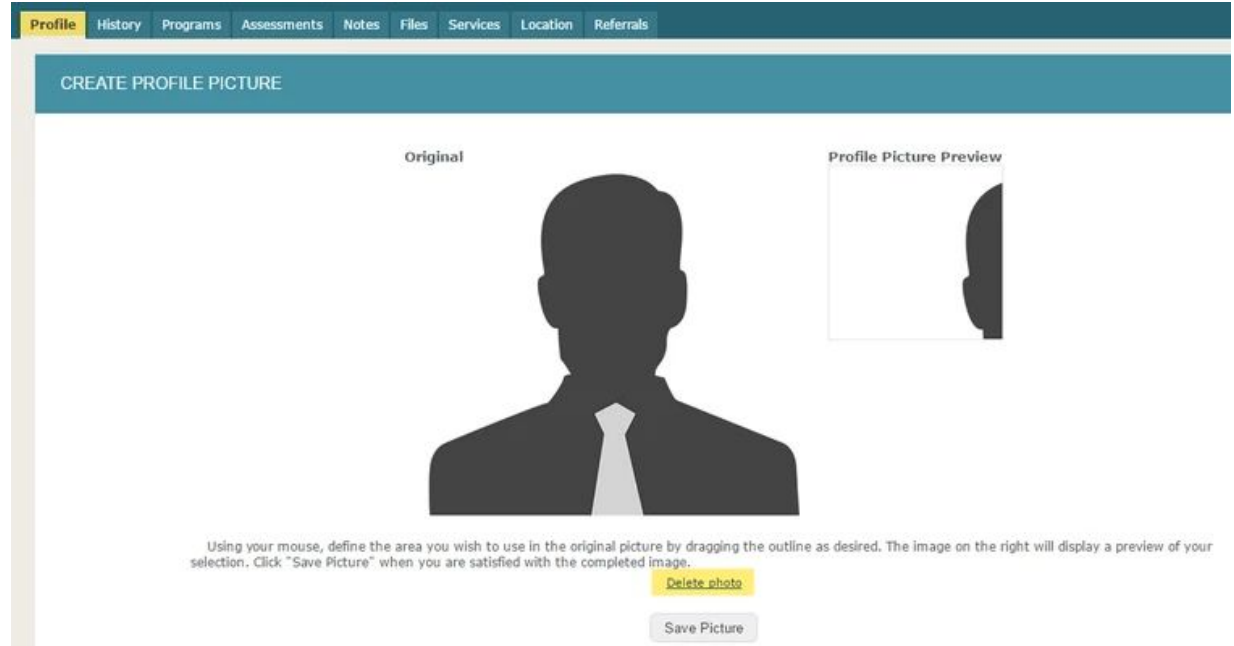 Profile History Programs Assessments Notes Files Services Location Referrals
CREATE PROFILE PICTURE
Original
Profile Picture Preview
Using your mouse, define the area you wish to use in the original picture by dragging the outline as desired. The image on the right will display a preview of your
selection. Click "Save Picture" when you are satisfied with the completed image.
Delete photo
Save Picture